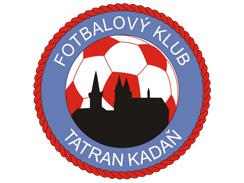 FOTBALOVÝ KLUB
TATRAN KADAŇ